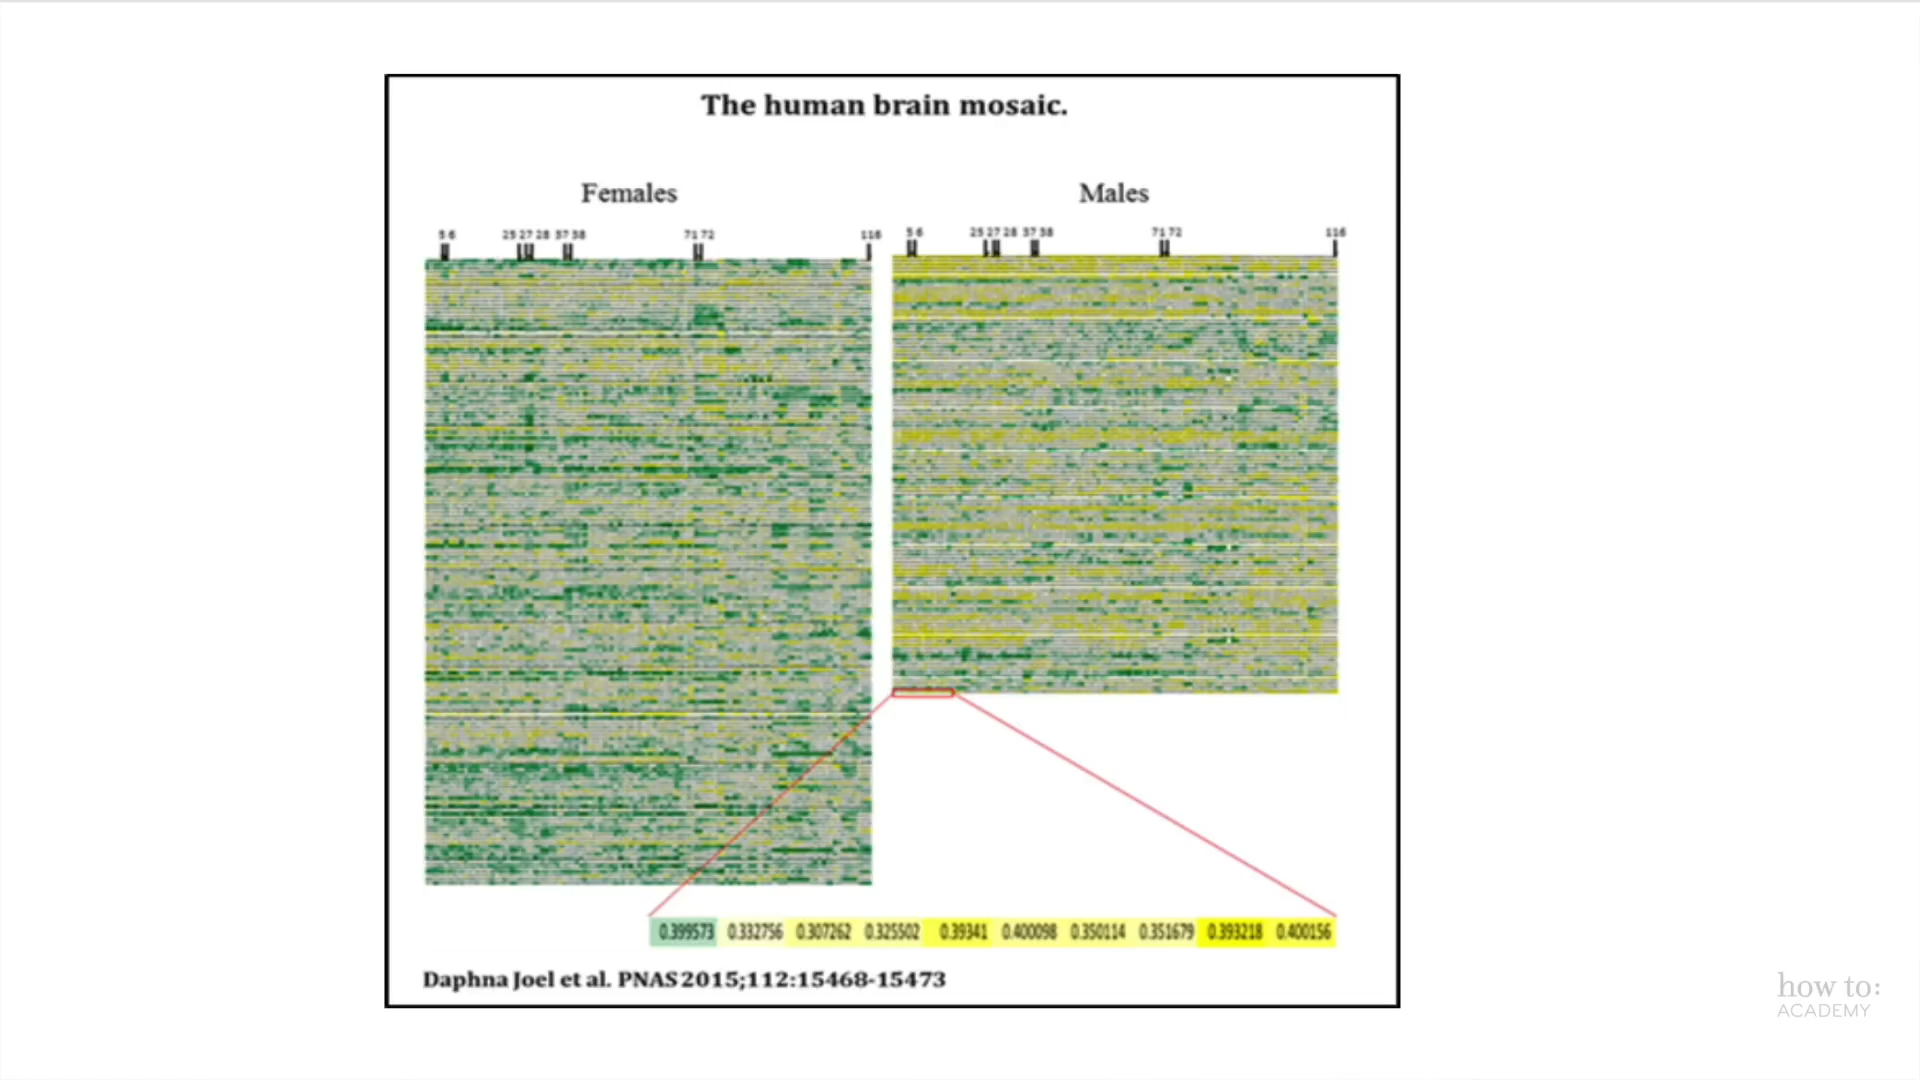 The human brain mosaic.
Females
Males
5 6 25 27 28 37 38 71 72 116
5 6 25 27 28 37 38 71 72 116
0.399573 0.332756 0.307262 0.325502 0.39341 0.400098 0.350114 0.351679 0.393218 0.400156
Daphna Joel et al. PNAS 2015;112:15468-15473
how to:
ACADEMY